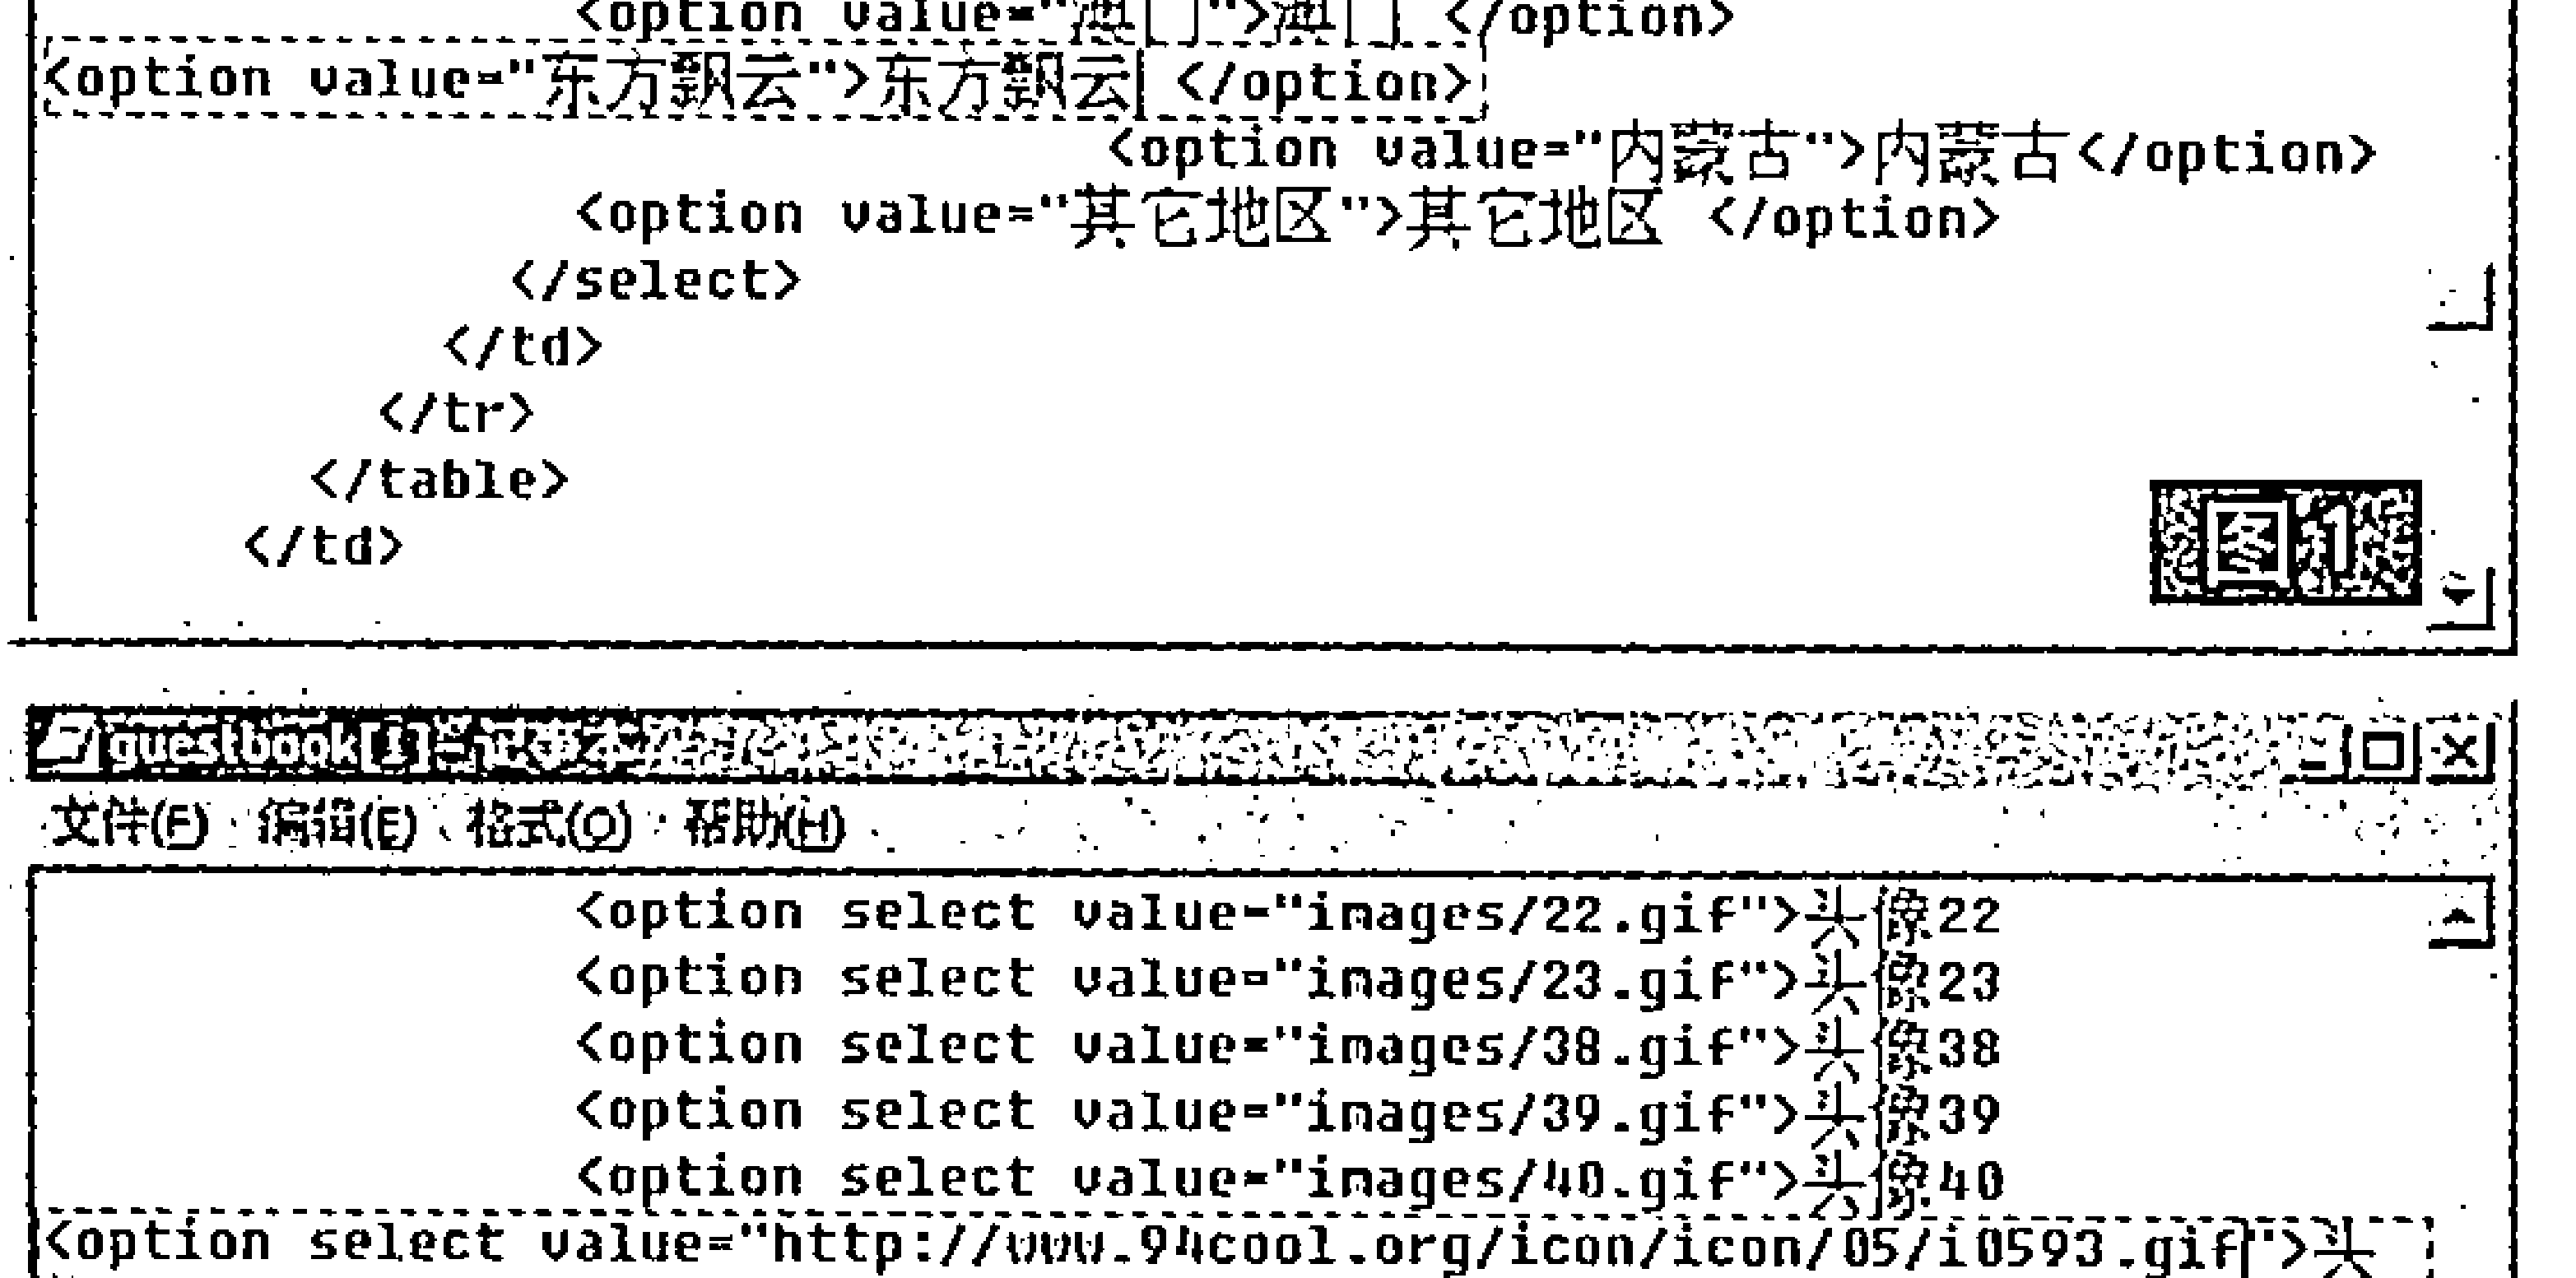 <option value="澳门">澳门 </option>
<option value="东方飘云">东方飘云 </option>
<option value="内蒙古">内蒙古</option>
<option value="其它地区">其它地区 </option>
</select>
</td>
</tr>
</table>
</td>
图1
guestbook[1] - 记事本
文件(F) 编辑(E) 格式(O) 帮助(H)
<option select value="images/22.gif">头像22
<option select value="images/23.gif">头像23
<option select value="images/38.gif">头像38
<option select value="images/39.gif">头像39
<option select value="images/40.gif">头像40
<option select value="http://www.94cool.org/icon/icon/05/i0593.gif">头